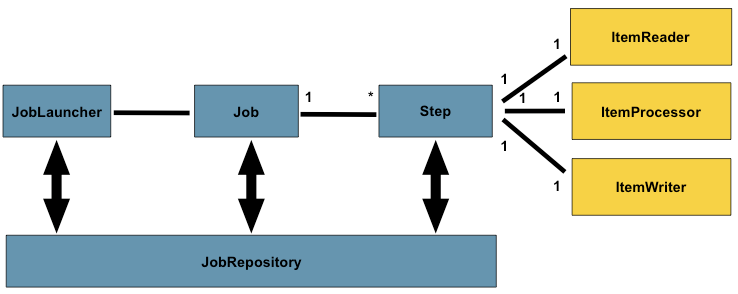 ItemReader
1
1
JobLauncher
Job
1
*
Step
1
1
ItemProcessor
1
1
ItemWriter
JobRepository